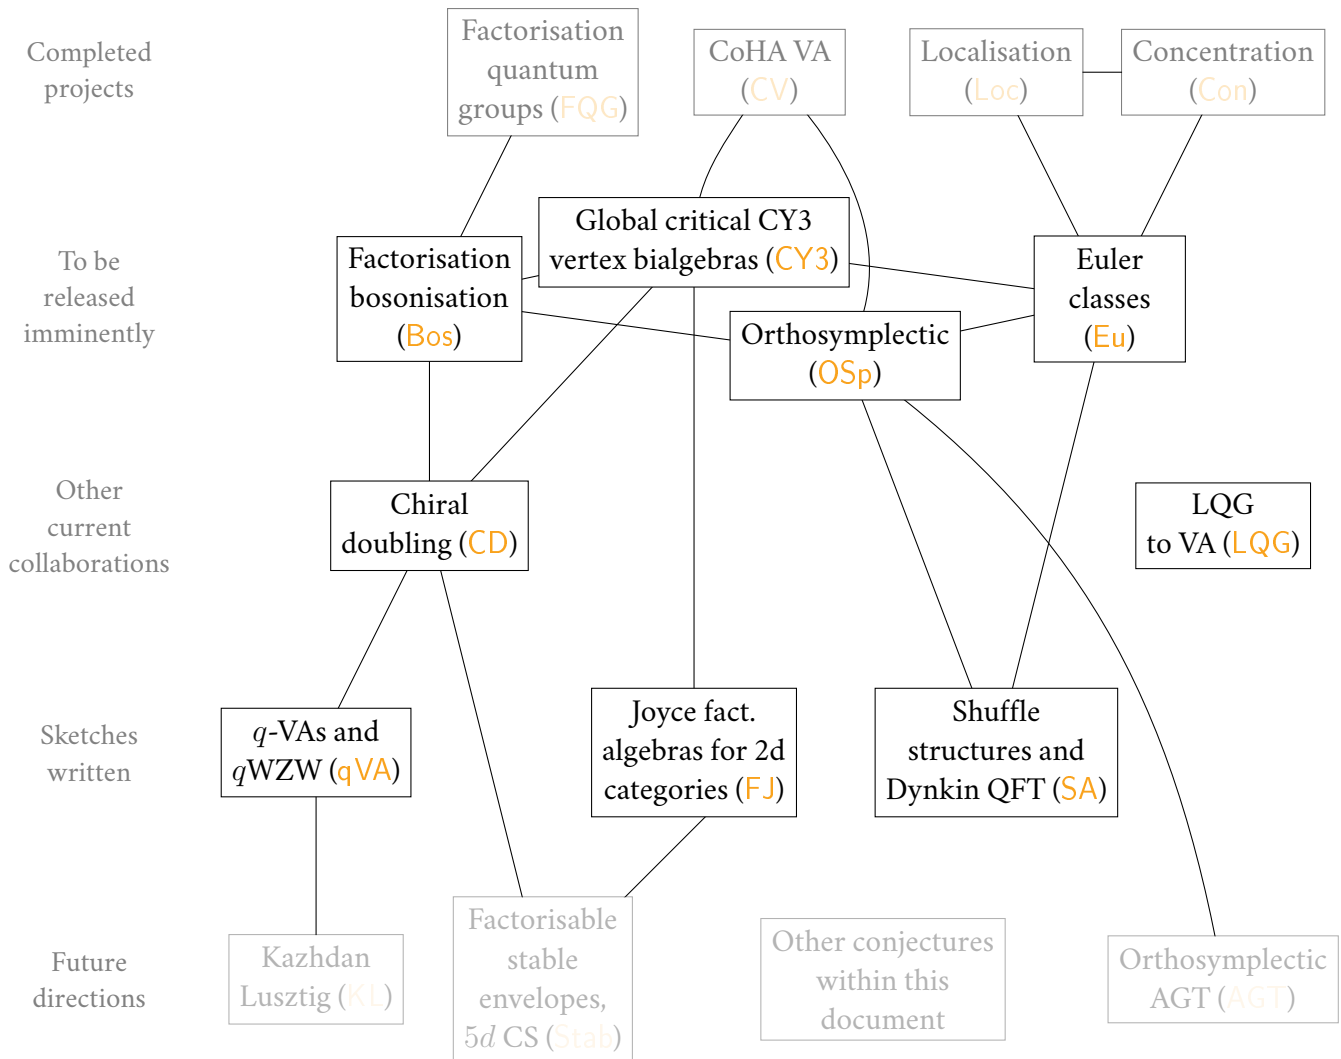 Completed
projects
Factorisation
quantum
groups (FQG)
CoHA VA
(CV)
Localisation
(Loc)
Concentration
(Con)
To be
released
imminently
Factorisation
bosonisation
(Bos)
Global critical CY3
vertex bialgebras (CY3)
Orthosymplectic
(OSp)
Euler
classes
(Eu)
Other
current
collaborations
Chiral
doubling (CD)
LQG
to VA (LQG)
Sketches
written
q-VAs and
qWZW (qVA)
Joyce fact.
algebras for 2d
categories (FJ)
Shuffle
structures and
Dynkin QFT (SA)
Future
directions
Kazhdan
Lusztig (KL)
Factorisable
stable
envelopes,
5d CS (Stab)
Other conjectures
within this
document
Orthosymplectic
AGT (AGT)